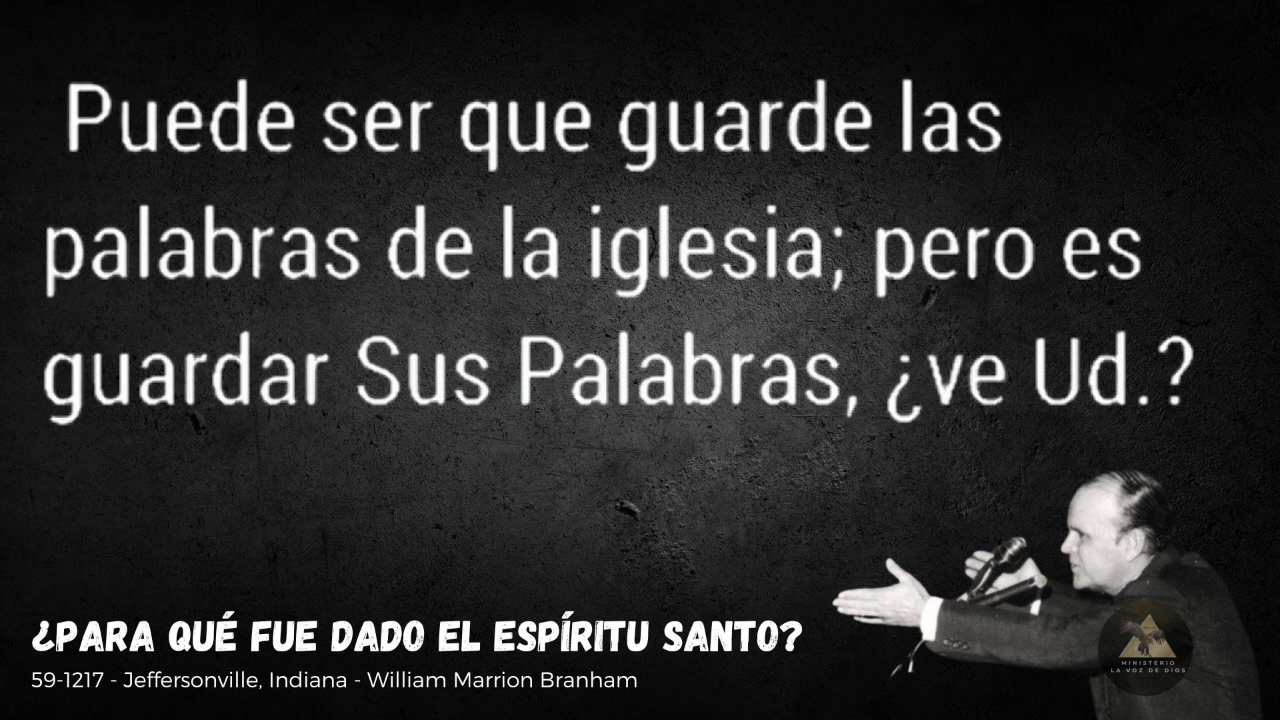 Puede ser que guarde las
palabras de la iglesia; pero es
guardar Sus Palabras, ¿ve Ud.?
¿PARA QUÉ FUE DADO EL ESPÍRITU SANTO?
59-1217 - Jeffersonville, Indiana - William Marrion Branham
MINISTERIO
LA VOZ DE DIOS